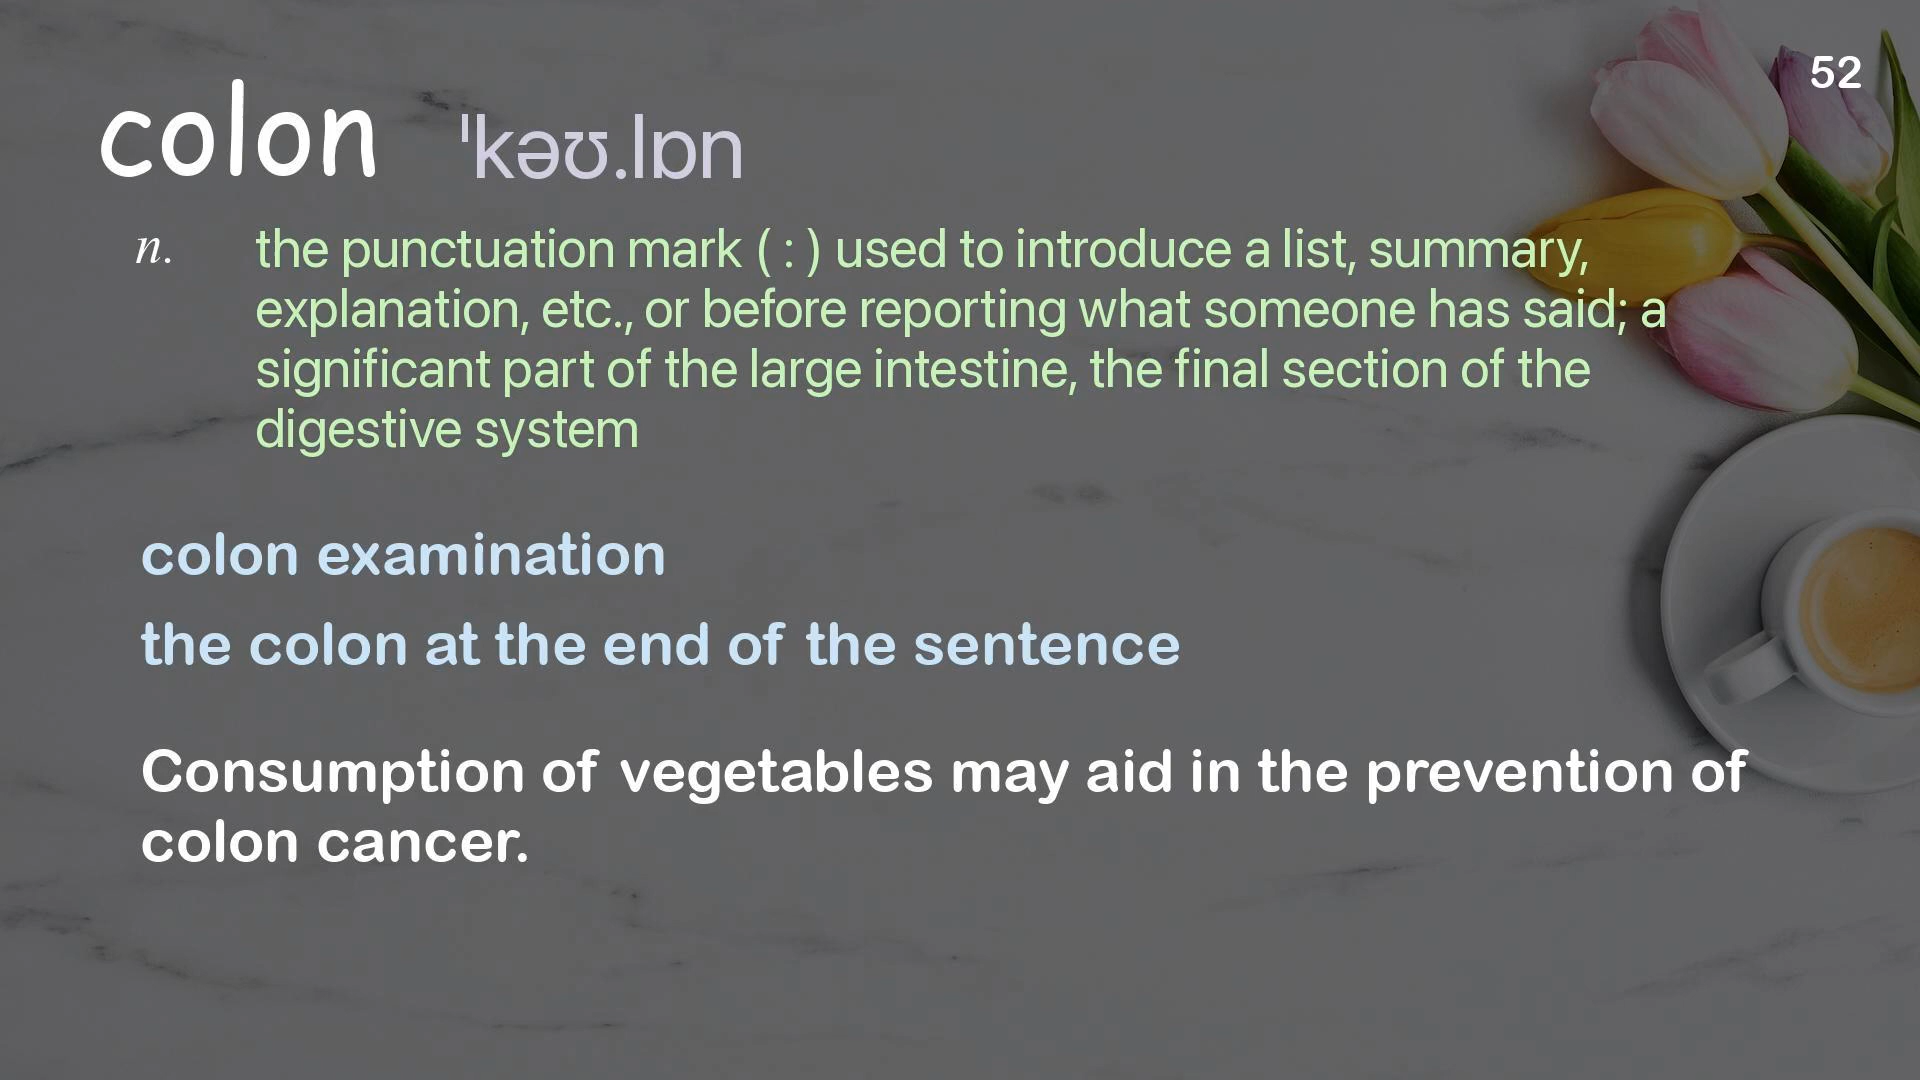 52
colon ˈkəʊ.lɒn
n. the punctuation mark ( : ) used to introduce a list, summary,
explanation, etc., or before reporting what someone has said; a
significant part of the large intestine, the final section of the
digestive system
colon examination
the colon at the end of the sentence
Consumption of vegetables may aid in the prevention of
colon cancer.